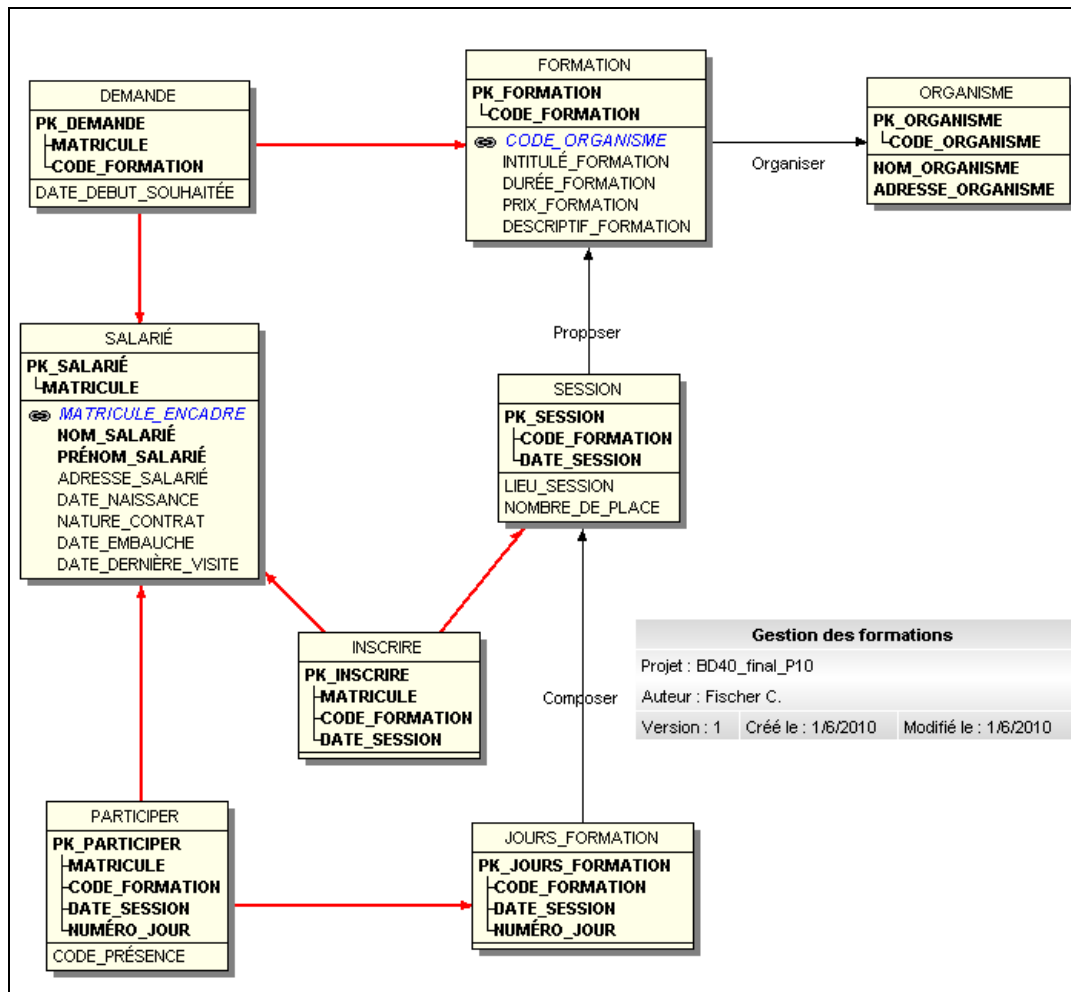 DEMANDE
PK_DEMANDE
MATRICULE
CODE_FORMATION
DATE_DEBUT_SOUHAITÉE
FORMATION
PK_FORMATION
CODE_FORMATION
CODE_ORGANISME
INTITULÉ_FORMATION
DURÉE_FORMATION
PRIX_FORMATION
DESCRIPTIF_FORMATION
Organiser
ORGANISME
PK_ORGANISME
CODE_ORGANISME
NOM_ORGANISME
ADRESSE_ORGANISME
Proposer
SALARIÉ
PK_SALARIÉ
MATRICULE
MATRICULE_ENCADRE
NOM_SALARIÉ
PRÉNOM_SALARIÉ
ADRESSE_SALARIÉ
DATE_NAISSANCE
NATURE_CONTRAT
DATE_EMBAUCHE
DATE_DERNIÈRE_VISITE
SESSION
PK_SESSION
CODE_FORMATION
DATE_SESSION
LIEU_SESSION
NOMBRE_DE_PLACE
INSCRIRE
PK_INSCRIRE
MATRICULE
CODE_FORMATION
DATE_SESSION
Composer
Gestion des formations
Projet : BD40_final_P10
Auteur : Fischer C.
Version : 1 Créé le : 1/6/2010 Modifié le : 1/6/2010
PARTICIPER
PK_PARTICIPER
MATRICULE
CODE_FORMATION
DATE_SESSION
NUMÉRO_JOUR
CODE_PRÉSENCE
JOURS_FORMATION
PK_JOURS_FORMATION
CODE_FORMATION
DATE_SESSION
NUMÉRO_JOUR